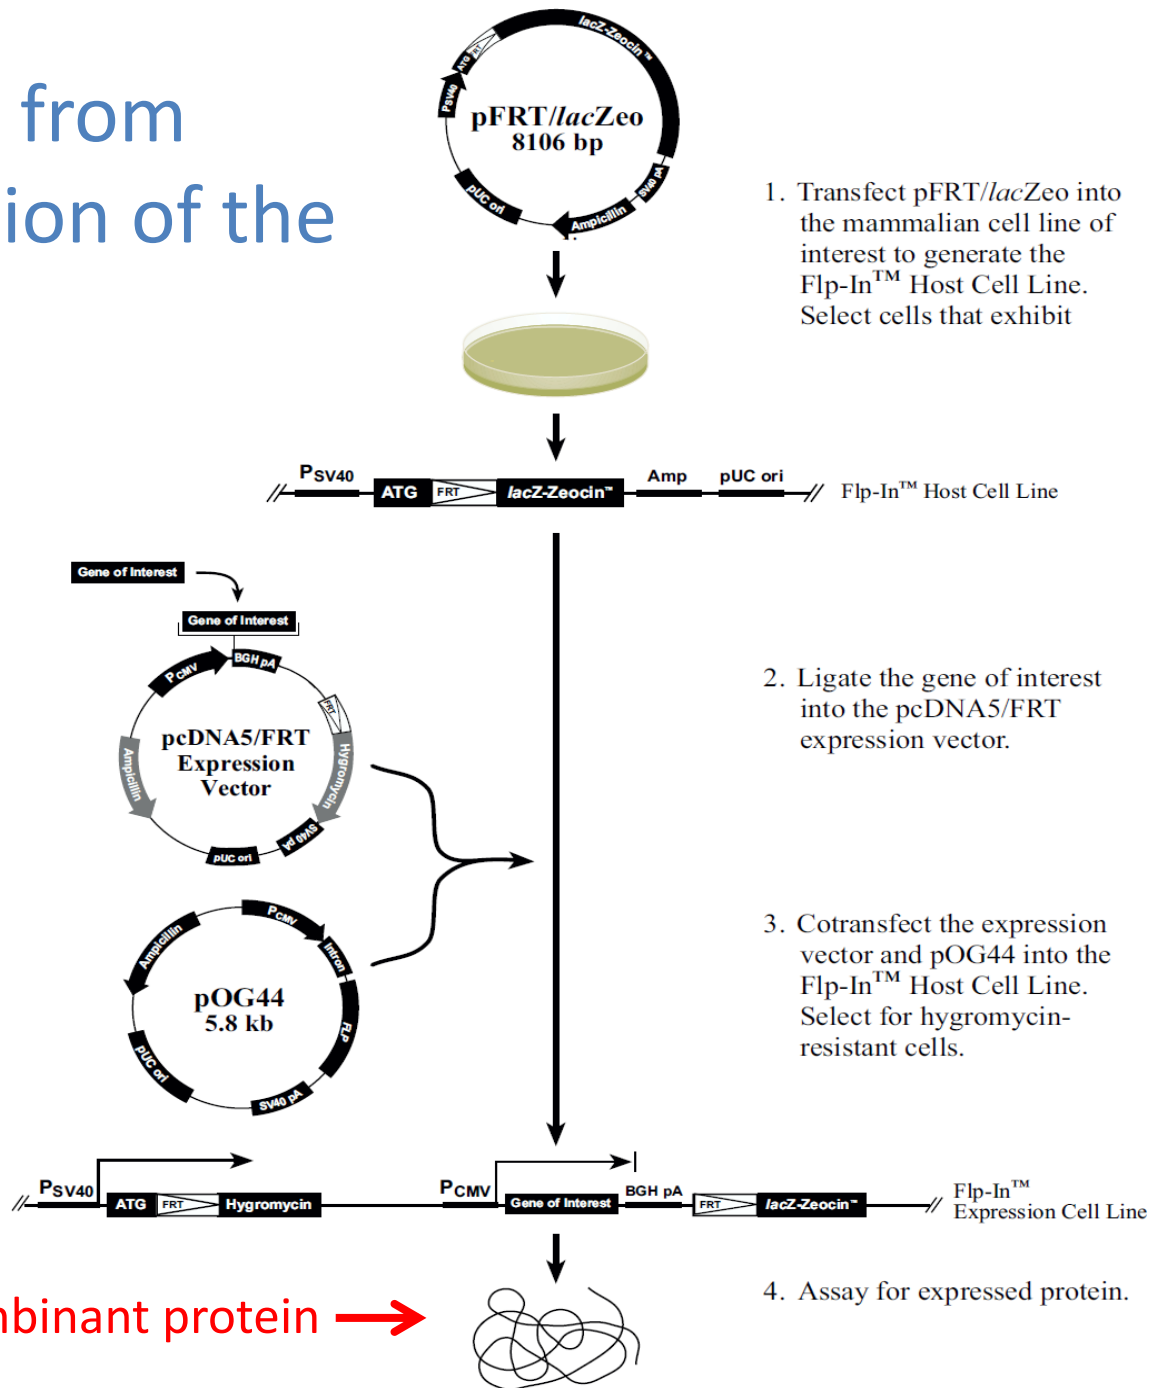 from
ion of the
PSV40
ATG
FRT
lacZ-Zeocin™
SV40 pA
Ampicillin
pUC ori
pFRT/lacZeo
8106 bp
1. Transfect pFRT/lacZeo into
the mammalian cell line of
interest to generate the
Flp-In™ Host Cell Line.
Select cells that exhibit
PSV40
ATG
FRT
lacZ-Zeocin™
Amp
pUC ori
Flp-In™ Host Cell Line
Gene of Interest
Gene of Interest
PCMV
BGH pA
FRT
Hygromycin
SV40 pA
pUC ori
Ampicillin
pcDNA5/FRT
Expression
Vector
2. Ligate the gene of interest
into the pcDNA5/FRT
expression vector.
PCMV
Intron
FLP
SV40 pA
pUC ori
Ampicillin
pOG44
5.8 kb
3. Cotransfect the expression
vector and pOG44 into the
Flp-In™ Host Cell Line.
Select for hygromycin-
resistant cells.
PSV40
ATG
FRT
Hygromycin
PCMV
Gene of Interest
BGH pA
FRT
lacZ-Zeocin™
Flp-In™
Expression Cell Line
4. Assay for expressed protein.
mbinant protein